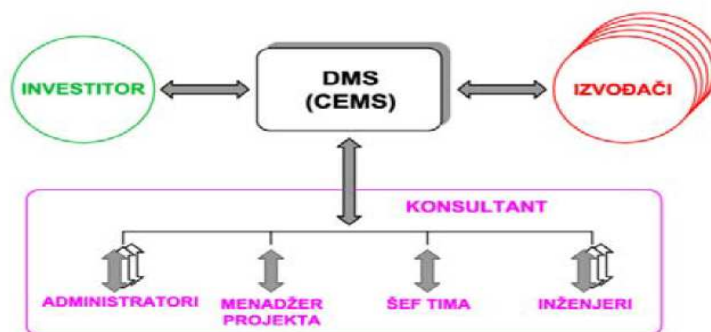 INVESTITOR
DMS
(CEMS)
IZVOĐAČI
KONSULTANT
ADMINISTRATORI
MENADŽER
PROJEKTA
ŠEF TIMA
INŽENJERI